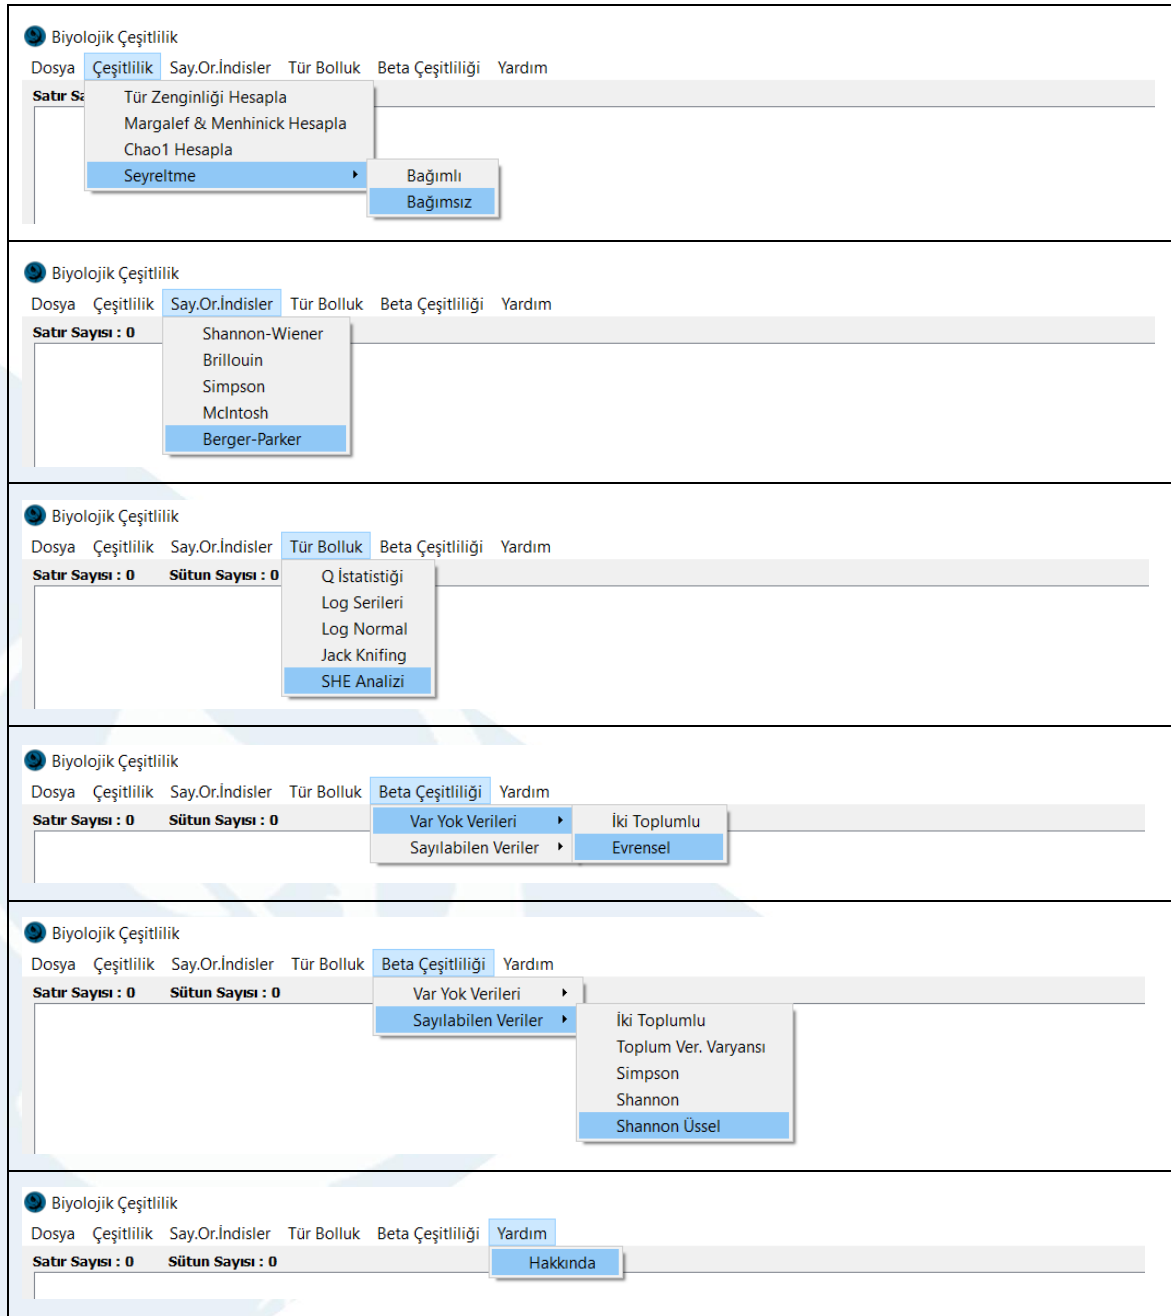 Biyolojik Çeşitlilik
Dosya Çeşitlilik Say.Or.İndisler Tür Bolluk Beta Çeşitliliği Yardım
Satır Sa
Tür Zenginliği Hesapla
Margalef & Menhinick Hesapla
Chao1 Hesapla
Seyreltme
Bağımlı
Bağımsız
Biyolojik Çeşitlilik
Dosya Çeşitlilik Say.Or.İndisler Tür Bolluk Beta Çeşitliliği Yardım
Satır Sayısı : 0
Shannon-Wiener
Brillouin
Simpson
McIntosh
Berger-Parker
Biyolojik Çeşitlilik
Dosya Çeşitlilik Say.Or.İndisler Tür Bolluk Beta Çeşitliliği Yardım
Satır Sayısı : 0 Sütun Sayısı : 0
Q İstatistiği
Log Serileri
Log Normal
Jack Knifing
SHE Analizi
Biyolojik Çeşitlilik
Dosya Çeşitlilik Say.Or.İndisler Tür Bolluk Beta Çeşitliliği Yardım
Satır Sayısı : 0 Sütun Sayısı : 0
Var Yok Verileri
Sayılabilen Veriler
İki Toplumlu
Evrensel
Biyolojik Çeşitlilik
Dosya Çeşitlilik Say.Or.İndisler Tür Bolluk Beta Çeşitliliği Yardım
Satır Sayısı : 0 Sütun Sayısı : 0
Var Yok Verileri
Sayılabilen Veriler
İki Toplumlu
Toplum Ver. Varyansı
Simpson
Shannon
Shannon Üssel
Biyolojik Çeşitlilik
Dosya Çeşitlilik Say.Or.İndisler Tür Bolluk Beta Çeşitliliği Yardım
Satır Sayısı : 0 Sütun Sayısı : 0
Hakkında